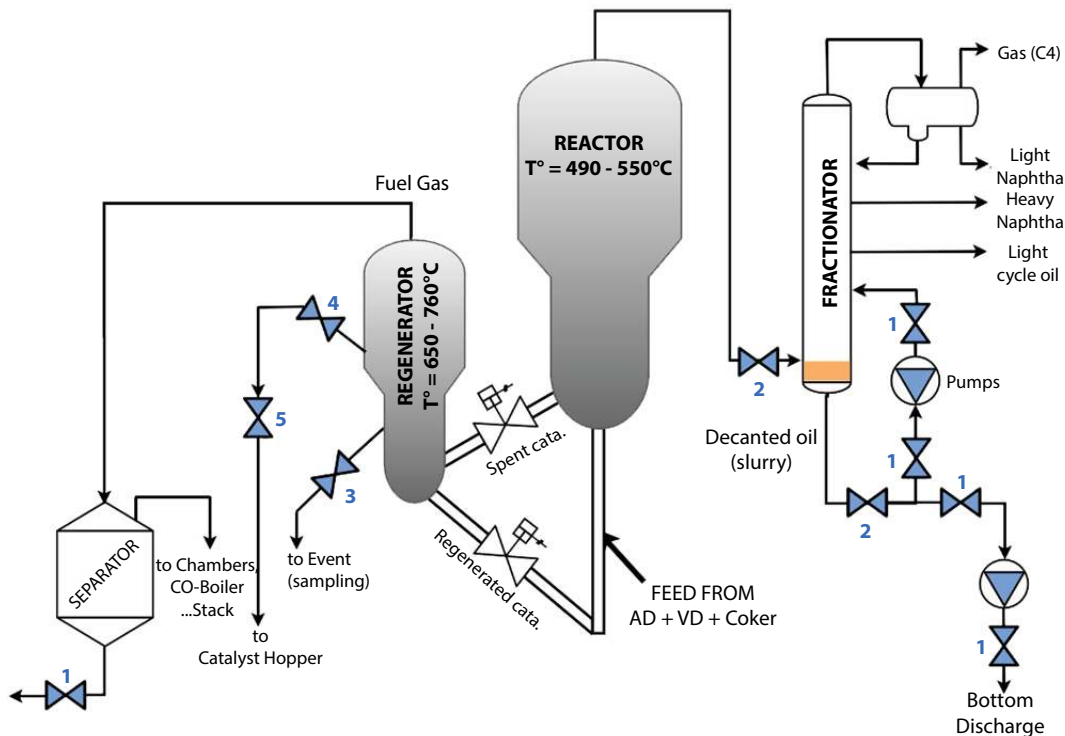 Gas (C4)
REACTOR
T° = 490 - 550°C
Light
Naphtha
Heavy
Naphtha
Light
cycle oil
FRACTIONATOR
Fuel Gas
REGENERATOR
T° = 650 - 760°C
4
5
3
1
2
Pumps
Spent cata.
Decanted oil
(slurry)
1
1
2
Regenerated cata.
SEPARATOR
to Chambers,
CO-Boiler
...Stack
to Event
(sampling)
FEED FROM
AD + VD + Coker
to
Catalyst Hopper
1
1
Bottom
Discharge